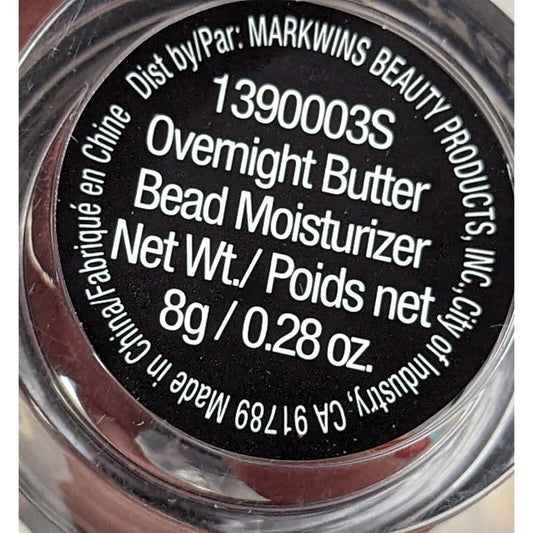 Dist by/Par: MARKWINS BEAUTY PRODUCTS, INC., City of Industry, CA 91789 Made in China/Fabriqué en Chine
1390003S
Overnight Butter
Bead Moisturizer
Net Wt./ Poids net
8g / 0.28 oz.